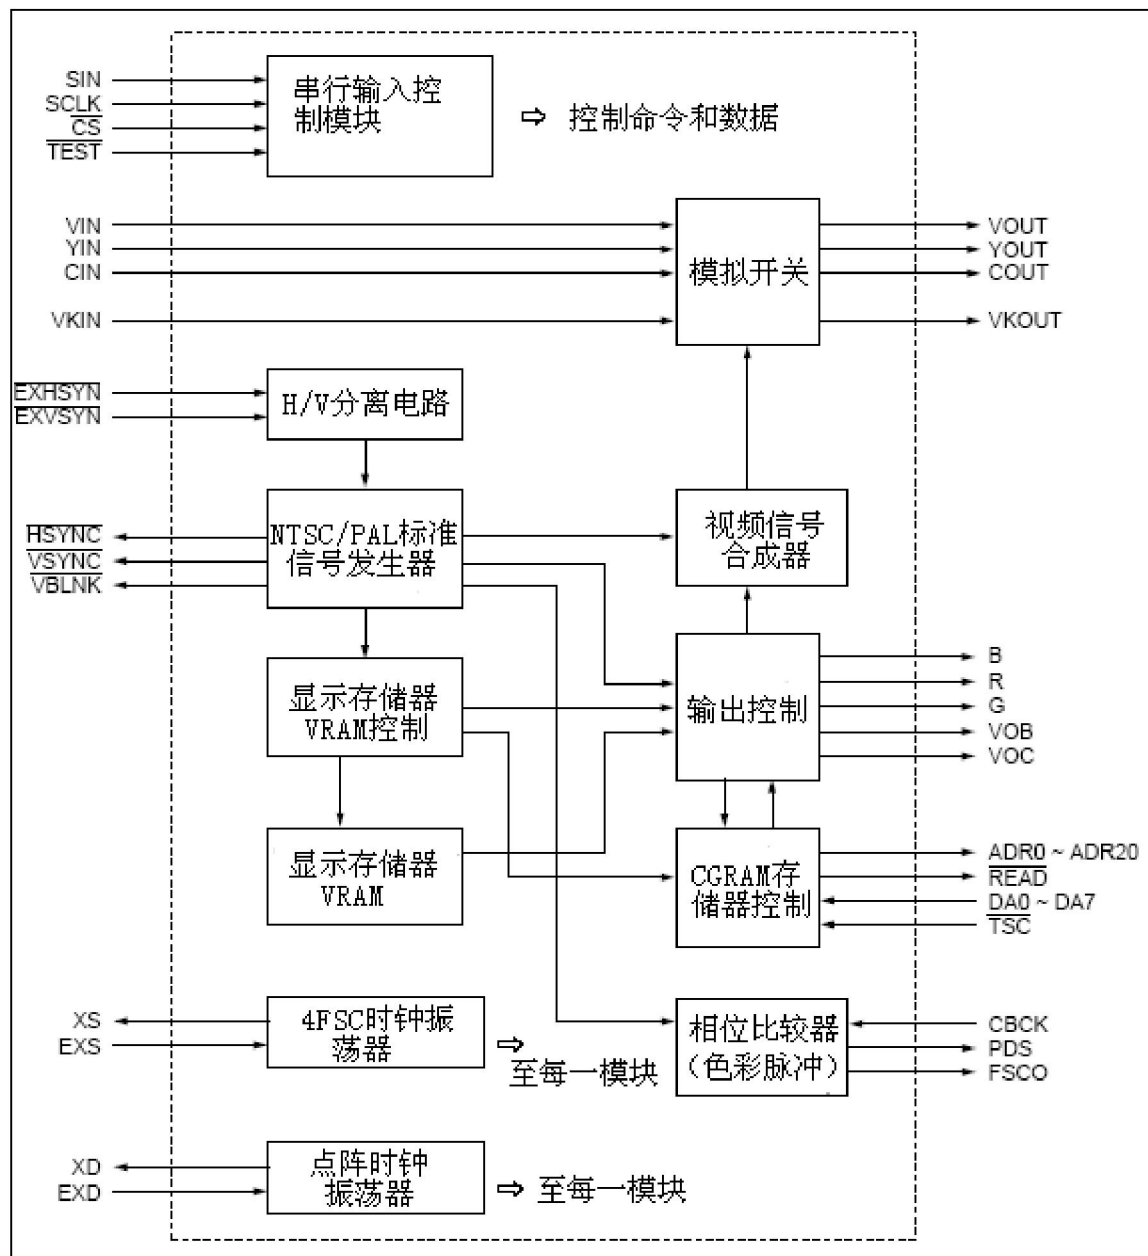 SIN
SCLK
CS
TEST
串行输入控
制模块
控制命令和数据
VIN
YIN
CIN
VKIN
模拟开关
VOUT
YOUT
COUT
VKOUT
EXHSYN
EXVSYN
H/V分离电路
HSYNC
VSYNC
VBLNK
NTSC/PAL标准
信号发生器
视频信号
合成器
显示存储器
VRAM控制
输出控制
B
R
G
VOB
VOC
显示存储器
VRAM
CGRAM存
储器控制
ADR0 ~ ADR20
READ
DA0 ~ DA7
TSC
XS
EXS
4FSC时钟振
荡器
至每一模块
相位比较器
(色彩脉冲)
CBCK
PDS
FSCO
XD
EXD
点阵时钟
振荡器
至每一模块